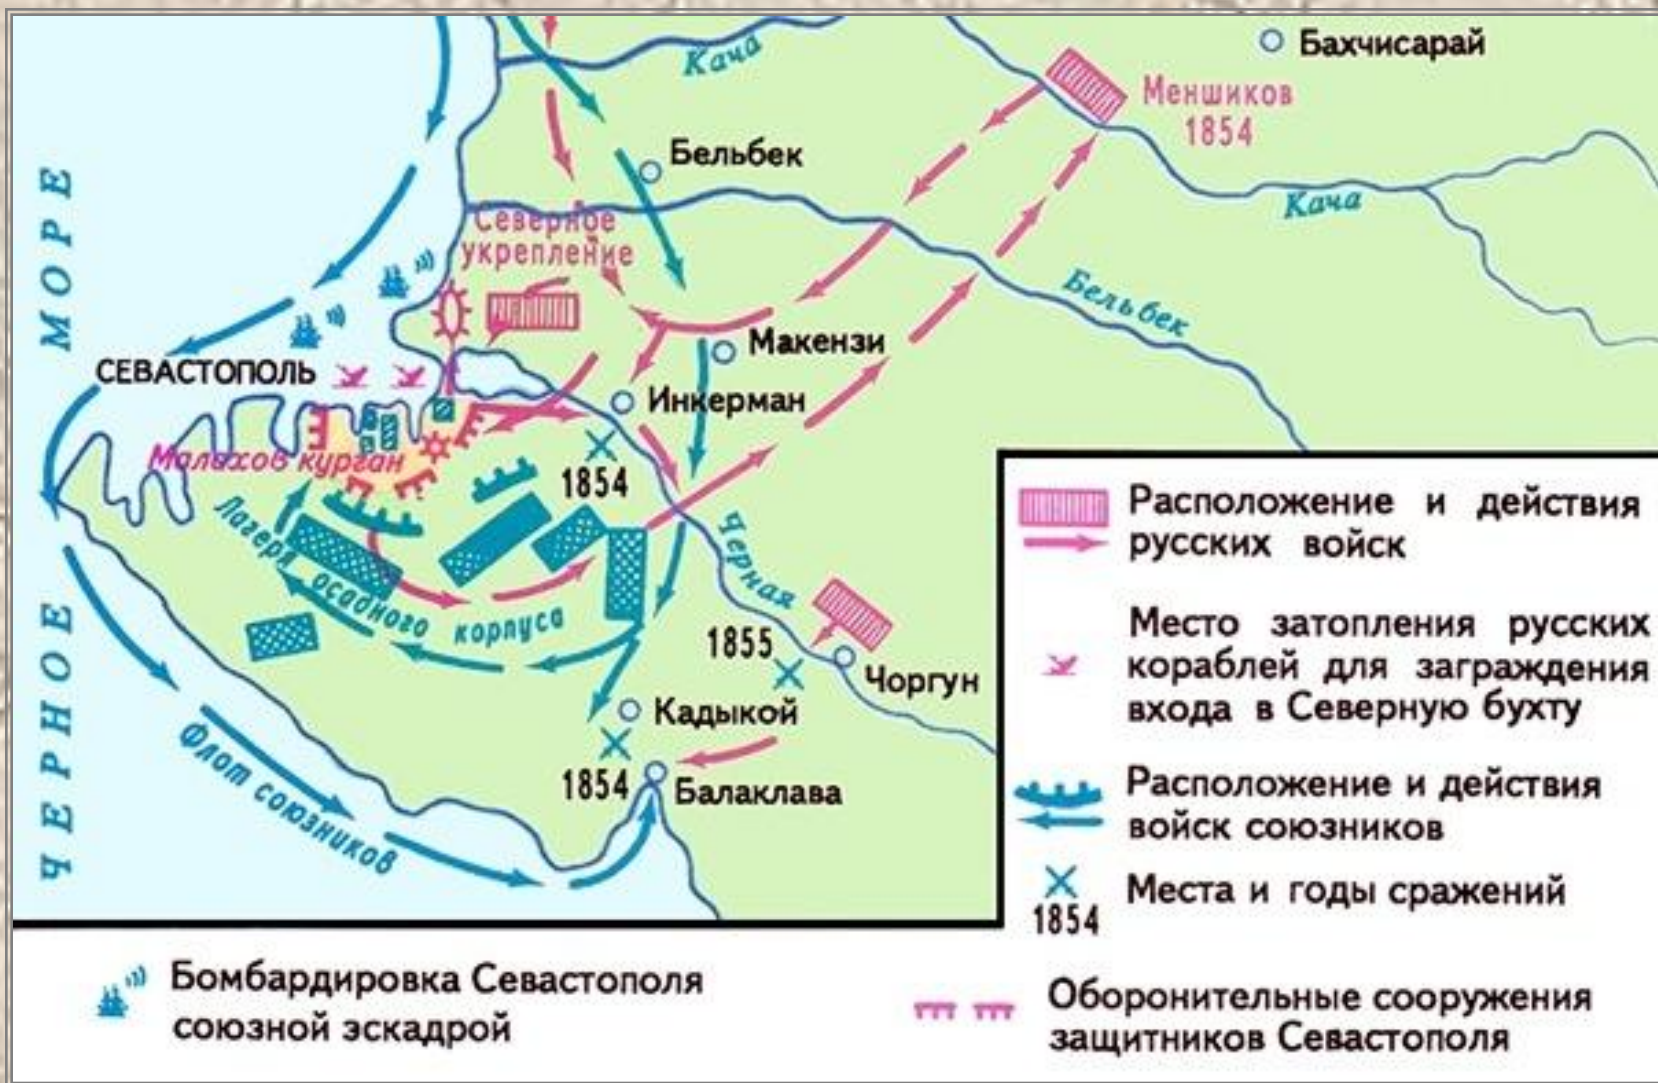 Кача
Бахчисарай
Меншиков
1854
Бельбек
Кача
Северное
укрепление
Бельбек
Макензи
СЕВАСТОПОЛЬ
Инкерман
Малахов курган
1854
Лагеря осадного корпуса
Черная
1855
Чоргун
Кадыкой
1854
Балаклава
Флот союзников
ЧЕРНОЕ МОРЕ
Расположение и действия
русских войск
Место затопления русских
кораблей для заграждения
входа в Северную бухту
Расположение и действия
войск союзников
Места и годы сражений
1854
Бомбардировка Севастополя
союзной эскадрой
Оборонительные сооружения
защитников Севастополя